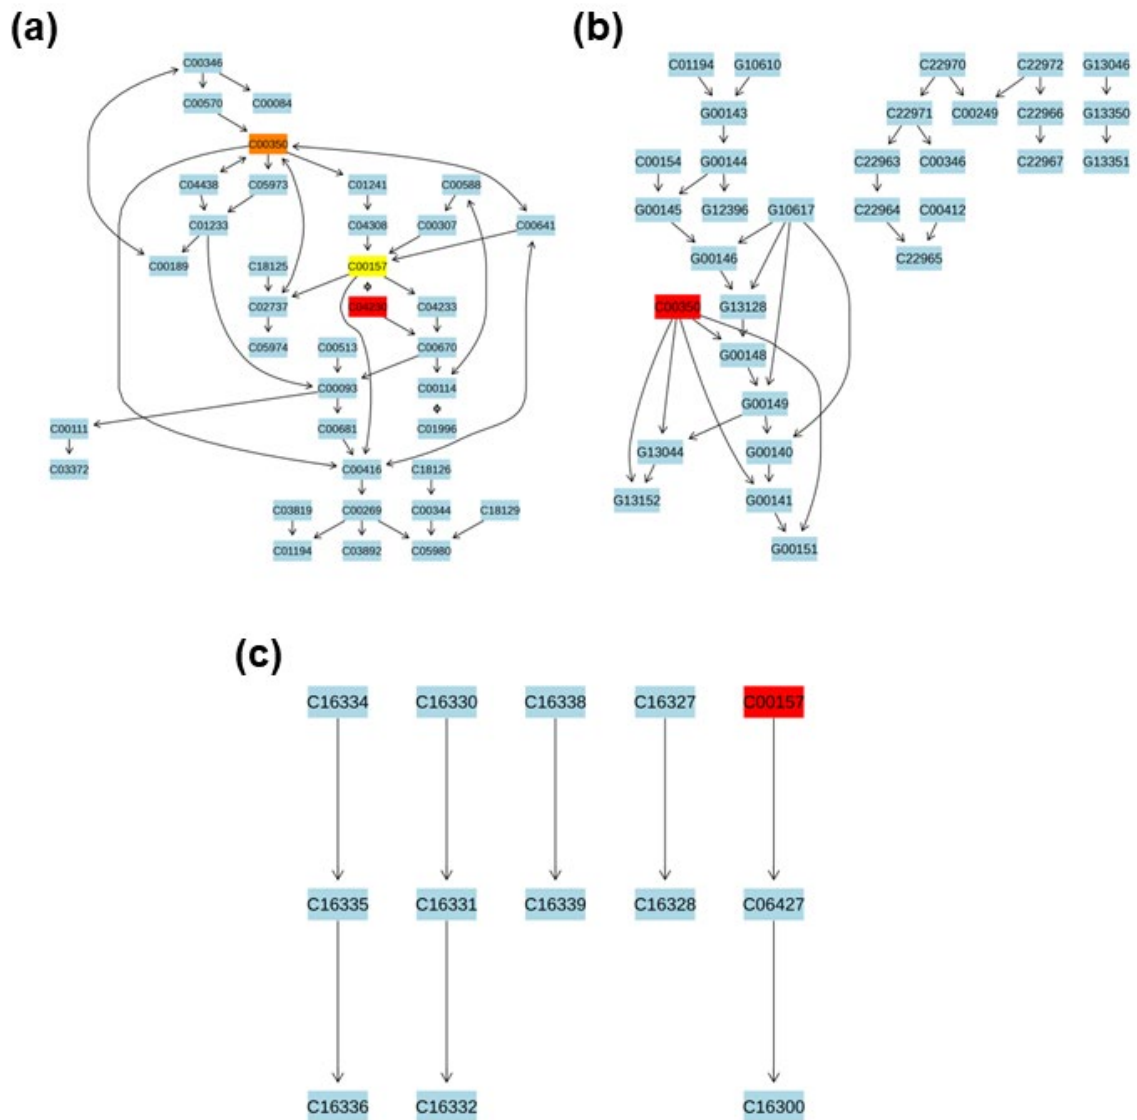 (a)
C00346
C00570 C00084
C00350
C04438 C05973 C01241 C00588
C01233 C04308 C00307 C00641
C00189 C18125 C00157
C02737 C04230 C04233
C05974 C00513 C00670
C00093 C00114
C00111 C00681 C01996
C03372 C00416 C18126
C03819 C00269 C00344 C18129
C01194 C03892 C05980
(b)
C01194 G10610 C22970 C22972 G13046
G00143 C22971 C00249 C22966 G13350
C00154 G00144 C22963 C00346 C22967 G13351
G00145 G12396 G10617 C22964 C00412
G00146 C22965
C00350 G13128
G00148
G00149
G13044 G00140
G13152 G00141
G00151
(c)
C16334 C16330 C16338 C16327 C00157
C16335 C16331 C16339 C16328 C06427
C16336 C16332 C16300